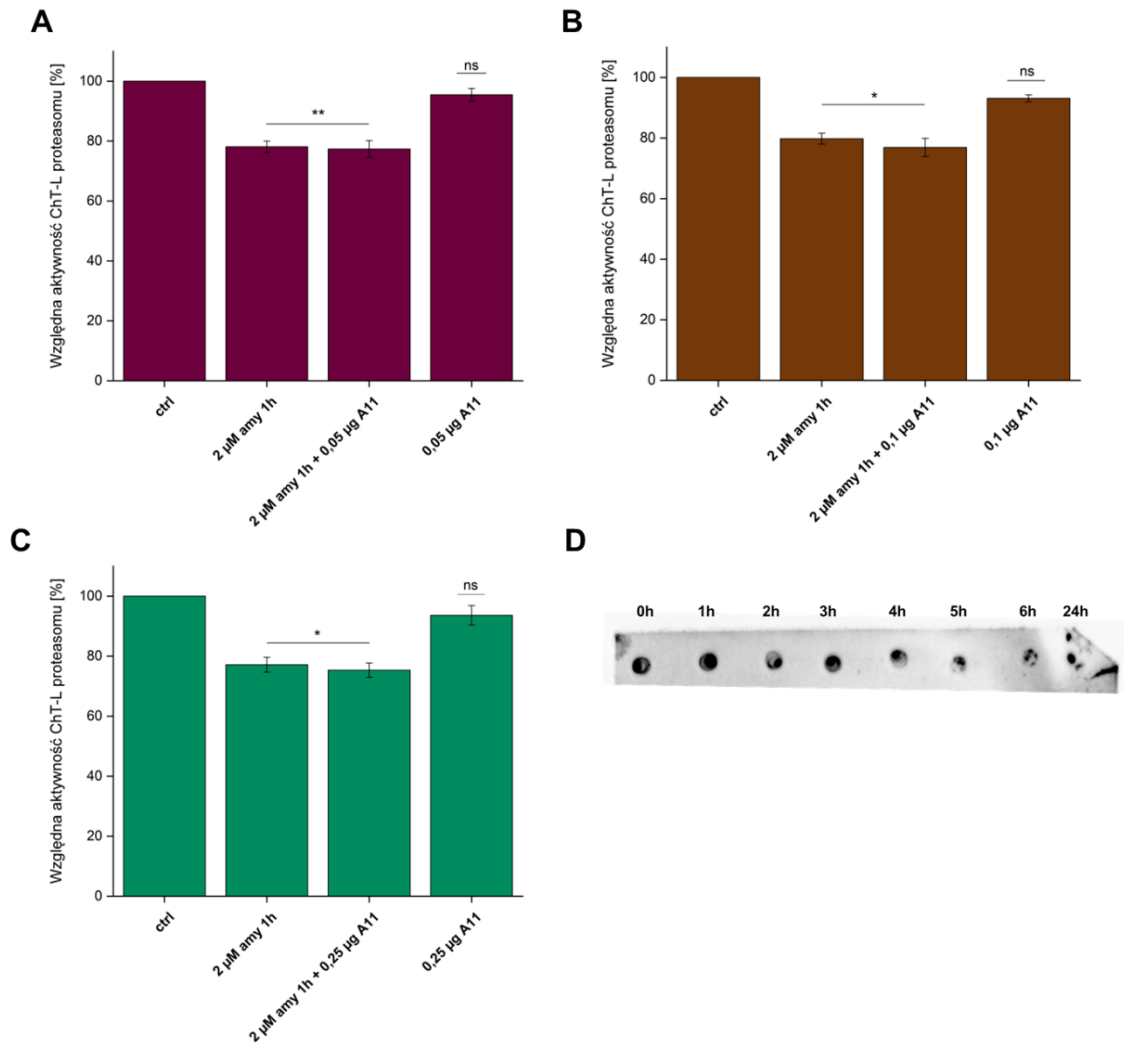 A
Względna aktywność ChT-L proteasomu [%]
100
80
60
40
20
0
**
ns
ctrl
2 µM amy 1h
2 µM amy 1h + 0,05 µg A11
0,05 µg A11
B
Względna aktywność ChT-L proteasomu [%]
100
80
60
40
20
0
*
ns
ctrl
2 µM amy 1h
2 µM amy 1h + 0,1 µg A11
0,1 µg A11
C
Względna aktywność ChT-L proteasomu [%]
100
80
60
40
20
0
*
ns
ctrl
2 µM amy 1h
2 µM amy 1h + 0,25 µg A11
0,25 µg A11
D
0h 1h 2h 3h 4h 5h 6h 24h